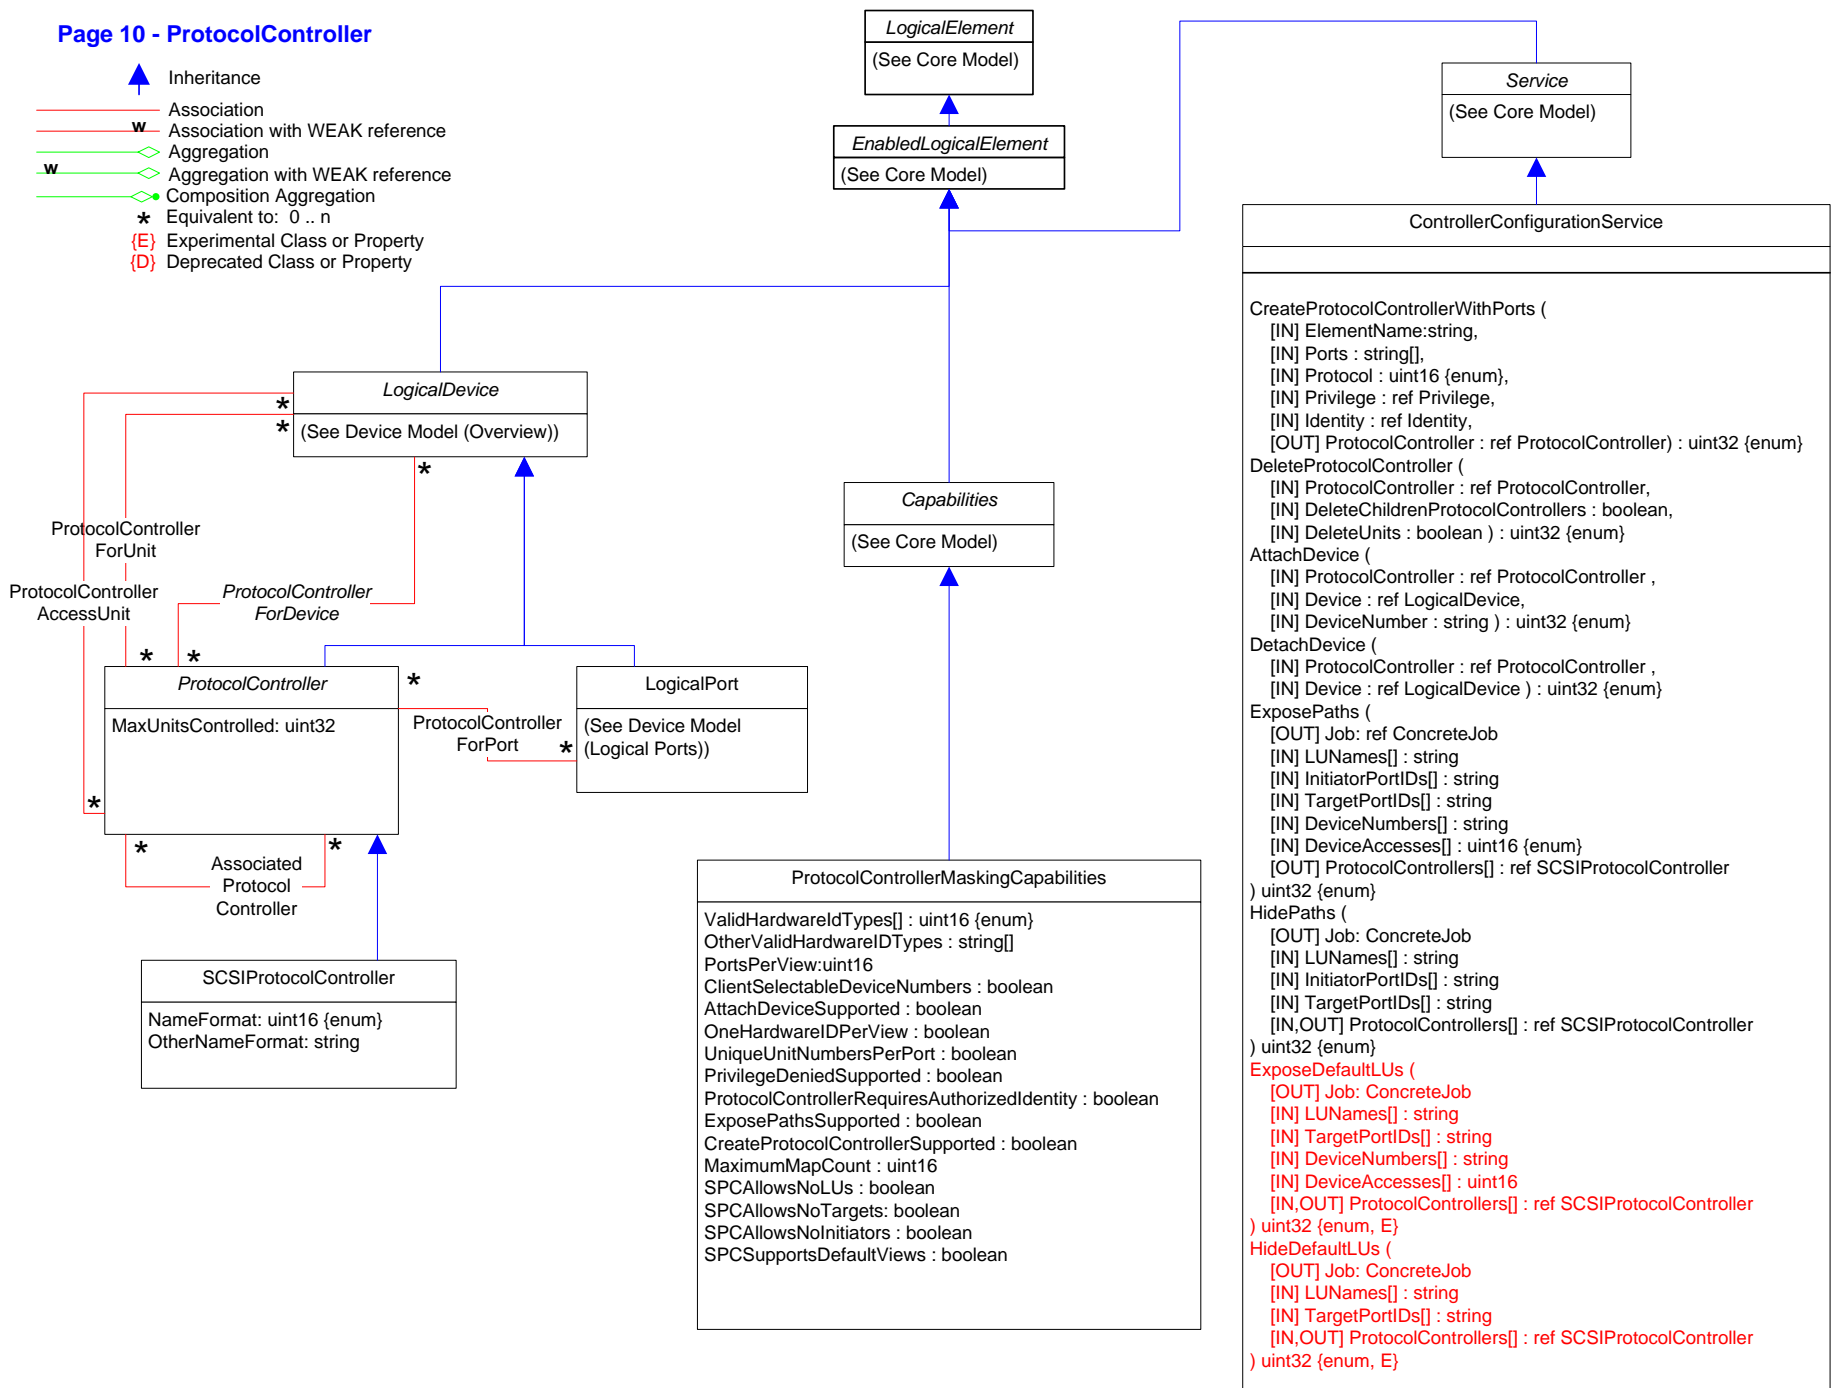 Page 10 - ProtocolController
Inheritance
Association
w
Association with WEAK reference
Aggregation
w
Aggregation with WEAK reference
Composition Aggregation
* Equivalent to: 0 .. n
{E} Experimental Class or Property
{D} Deprecated Class or Property
LogicalElement
(See Core Model)
EnabledLogicalElement
(See Core Model)
Service
(See Core Model)
LogicalDevice
(See Device Model (Overview))
*
*
*
ProtocolController
ForUnit
ProtocolController
AccessUnit
ProtocolController
ForDevice
*
*
*
ProtocolController
MaxUnitsControlled: uint32
*
ProtocolController
ForPort
*
LogicalPort
(See Device Model
(Logical Ports))
*
*
Associated
Protocol
Controller
SCSIProtocolController
NameFormat: uint16 {enum}
OtherNameFormat: string
Capabilities
(See Core Model)
ProtocolControllerMaskingCapabilities
ValidHardwareIdTypes[] : uint16 {enum}
OtherValidHardwareIDTypes : string[]
PortsPerView:uint16
ClientSelectableDeviceNumbers : boolean
AttachDeviceSupported : boolean
OneHardwareIDPerView : boolean
UniqueUnitNumbersPerPort : boolean
PrivilegeDeniedSupported : boolean
ProtocolControllerRequiresAuthorizedIdentity : boolean
ExposePathsSupported : boolean
CreateProtocolControllerSupported : boolean
MaximumMapCount : uint16
SPCAllowsNoLUs : boolean
SPCAllowsNoTargets: boolean
SPCAllowsNoInitiators : boolean
SPCSupportsDefaultViews : boolean
ControllerConfigurationService
CreateProtocolControllerWithPorts (
[IN] ElementName:string,
[IN] Ports : string[],
[IN] Protocol : uint16 {enum},
[IN] Privilege : ref Privilege,
[IN] Identity : ref Identity,
[OUT] ProtocolController : ref ProtocolController) : uint32 {enum}
DeleteProtocolController (
[IN] ProtocolController : ref ProtocolController,
[IN] DeleteChildrenProtocolControllers : boolean,
[IN] DeleteUnits : boolean ) : uint32 {enum}
AttachDevice (
[IN] ProtocolController : ref ProtocolController ,
[IN] Device : ref LogicalDevice,
[IN] DeviceNumber : string ) : uint32 {enum}
DetachDevice (
[IN] ProtocolController : ref ProtocolController ,
[IN] Device : ref LogicalDevice ) : uint32 {enum}
ExposePaths (
[OUT] Job: ref ConcreteJob
[IN] LUNames[] : string
[IN] InitiatorPortIDs[] : string
[IN] TargetPortIDs[] : string
[IN] DeviceNumbers[] : string
[IN] DeviceAccesses[] : uint16 {enum}
[OUT] ProtocolControllers[] : ref SCSIProtocolController
) uint32 {enum}
HidePaths (
[OUT] Job: ConcreteJob
[IN] LUNames[] : string
[IN] InitiatorPortIDs[] : string
[IN] TargetPortIDs[] : string
[IN,OUT] ProtocolControllers[] : ref SCSIProtocolController
) uint32 {enum}
ExposeDefaultLUs (
[OUT] Job: ConcreteJob
[IN] LUNames[] : string
[IN] TargetPortIDs[] : string
[IN] DeviceNumbers[] : string
[IN] DeviceAccesses[] : uint16
[IN,OUT] ProtocolControllers[] : ref SCSIProtocolController
) uint32 {enum, E}
HideDefaultLUs (
[OUT] Job: ConcreteJob
[IN] LUNames[] : string
[IN] TargetPortIDs[] : string
[IN,OUT] ProtocolControllers[] : ref SCSIProtocolController
) uint32 {enum, E}